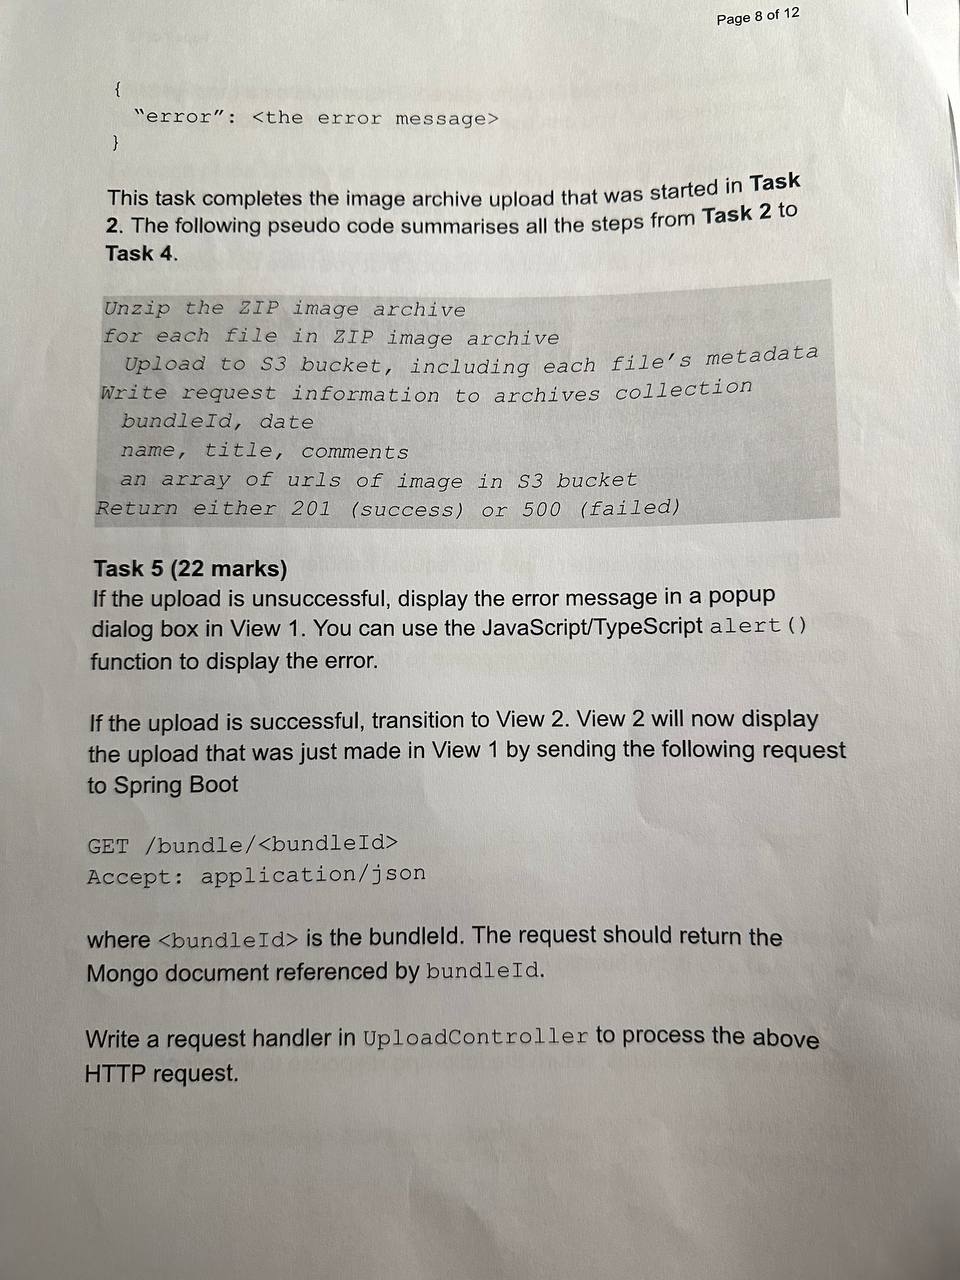 Page 8 of 12
{
“error”: <the error message>
}
This task completes the image archive upload that was started in Task
2. The following pseudo code summarises all the steps from Task 2 to
Task 4.
Unzip the ZIP image archive
for each file in ZIP image archive
Upload to S3 bucket, including each file’s metadata
Write request information to archives collection
bundleId, date
name, title, comments
an array of urls of image in S3 bucket
Return either 201 (success) or 500 (failed)
Task 5 (22 marks)
If the upload is unsuccessful, display the error message in a popup
dialog box in View 1. You can use the JavaScript/TypeScript alert()
function to display the error.
If the upload is successful, transition to View 2. View 2 will now display
the upload that was just made in View 1 by sending the following request
to Spring Boot
GET /bundle/<bundleId>
Accept: application/json
where <bundleId> is the bundleId. The request should return the
Mongo document referenced by bundleId.
Write a request handler in UploadController to process the above
HTTP request.